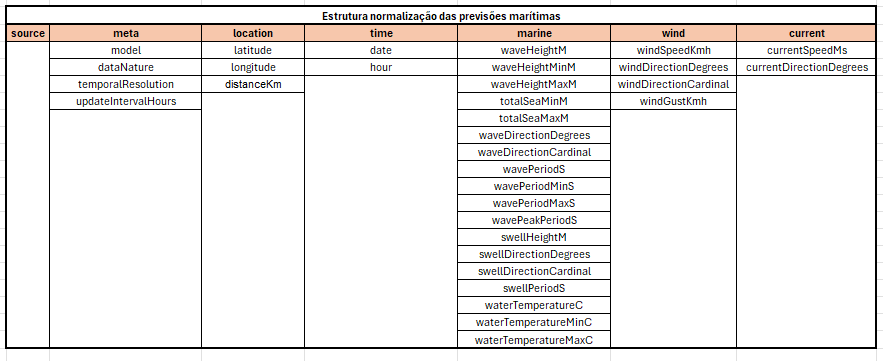 Estrutura normalização das previsões marítimas
source meta location time marine wind current
model latitude date waveHeightM windSpeedKmh currentSpeedMs
dataNature longitude hour waveHeightMinM windDirectionDegrees currentDirectionDegrees
temporalResolution distanceKm waveHeightMaxM windDirectionCardinal
updateIntervalHours totalSeaMinM windGustKmh
totalSeaMaxM
waveDirectionDegrees
waveDirectionCardinal
wavePeriodS
wavePeriodMinS
wavePeriodMaxS
wavePeakPeriodS
swellHeightM
swellDirectionDegrees
swellDirectionCardinal
swellPeriodS
waterTemperatureC
waterTemperatureMinC
waterTemperatureMaxC